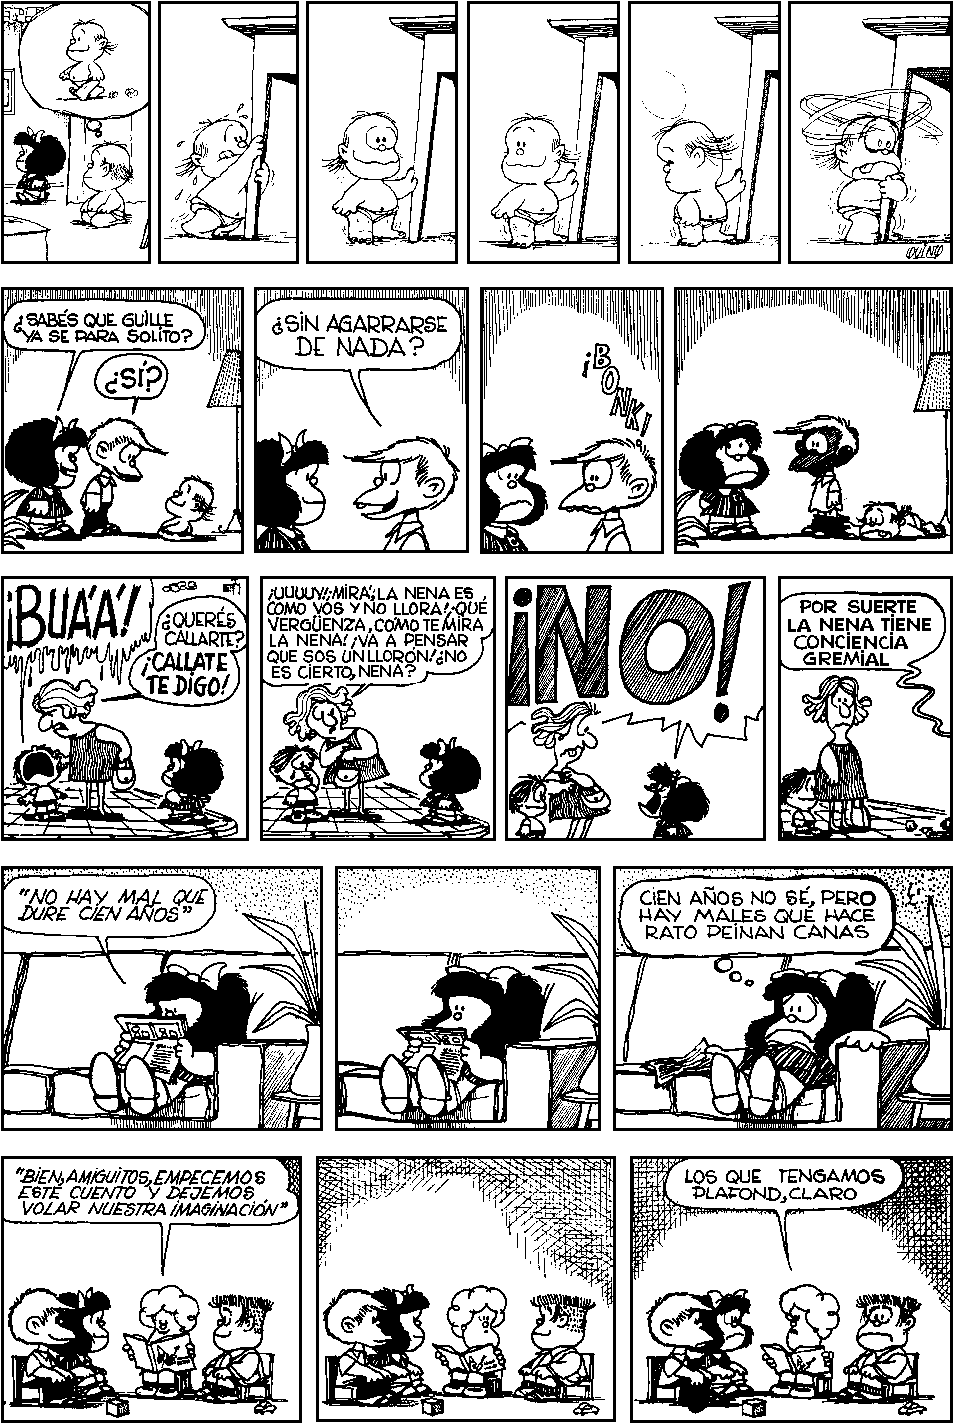 QUINO
¿SABÉS QUE GUILLE
YA SE PARA SOLITO?
¿SÍ?
¿SIN AGARRARSE
DE NADA?
¡BONK!
¡BUÁÁ!
¿QUERÉS
CALLARTE?
¡CALLATE
TE DIGO!
¡UUUUY!¡MIRÁ,LA NENA ES
COMO VOS Y NO LLORA!¡QUÉ
VERGÜENZA, COMO TE MIRA
LA NENA!¡VA A PENSAR
QUE SOS UN LLORÓN!¿NO
ES CIERTO, NENA?
¡NO!
POR SUERTE
LA NENA TIENE
CONCIENCIA
GREMIAL
"NO HAY MAL QUE
DURE CIEN AÑOS"
CIEN AÑOS NO SÉ, PERO
HAY MALES QUE HACE
RATO PEINAN CANAS
"BIEN, AMIGUITOS, EMPECEMOS
ESTE CUENTO Y DEJEMOS
VOLAR NUESTRA IMAGINACIÓN"
LOS QUE TENGAMOS
PLAFOND, CLARO